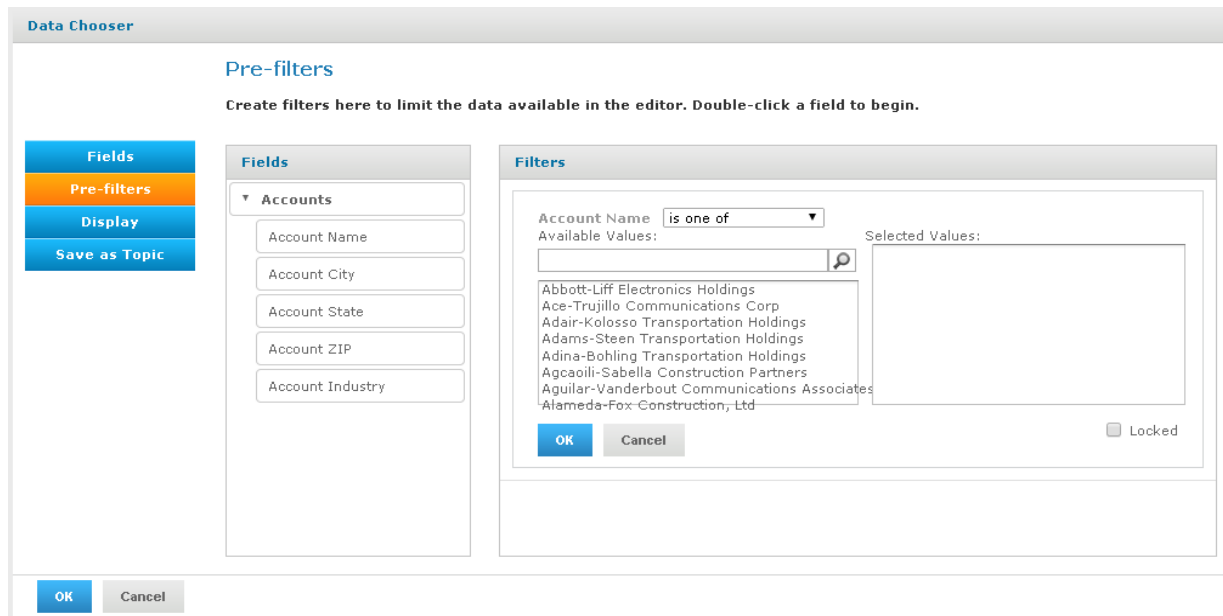 Data Chooser
Pre-filters
Create filters here to limit the data available in the editor. Double-click a field to begin.
Fields
Pre-filters
Display
Save as Topic
Fields
Accounts
Account Name
Account City
Account State
Account ZIP
Account Industry
Filters
Account Name is one of
Available Values:
Abbott-Liff Electronics Holdings
Ace-Trujillo Communications Corp
Adair-Kolosso Transportation Holdings
Adams-Steen Transportation Holdings
Adina-Bohling Transportation Holdings
Agcaoili-Sabella Construction Partners
Aguilar-Vanderbout Communications Associates
Alameda-Fox Construction, Ltd
Selected Values:
OK Cancel
Locked
OK Cancel